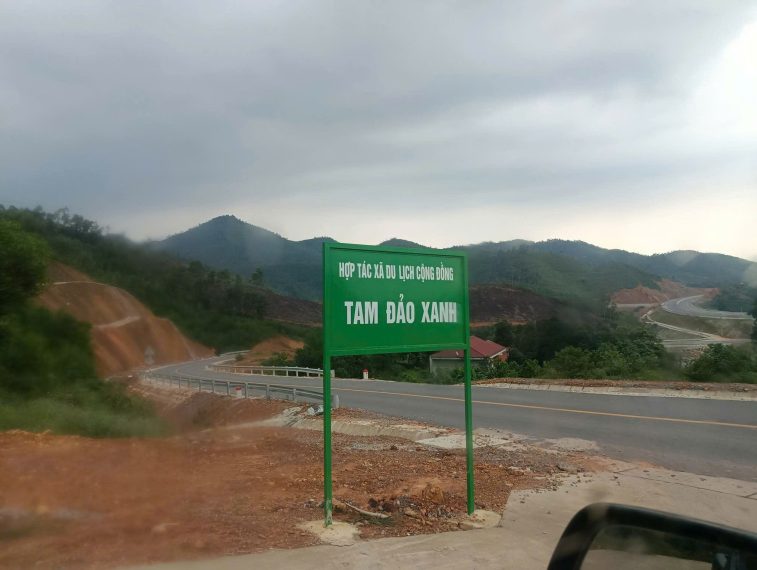 HỢP TÁC XÃ DU LỊCH CỘNG ĐỒNG
TAM ĐẢO XANH